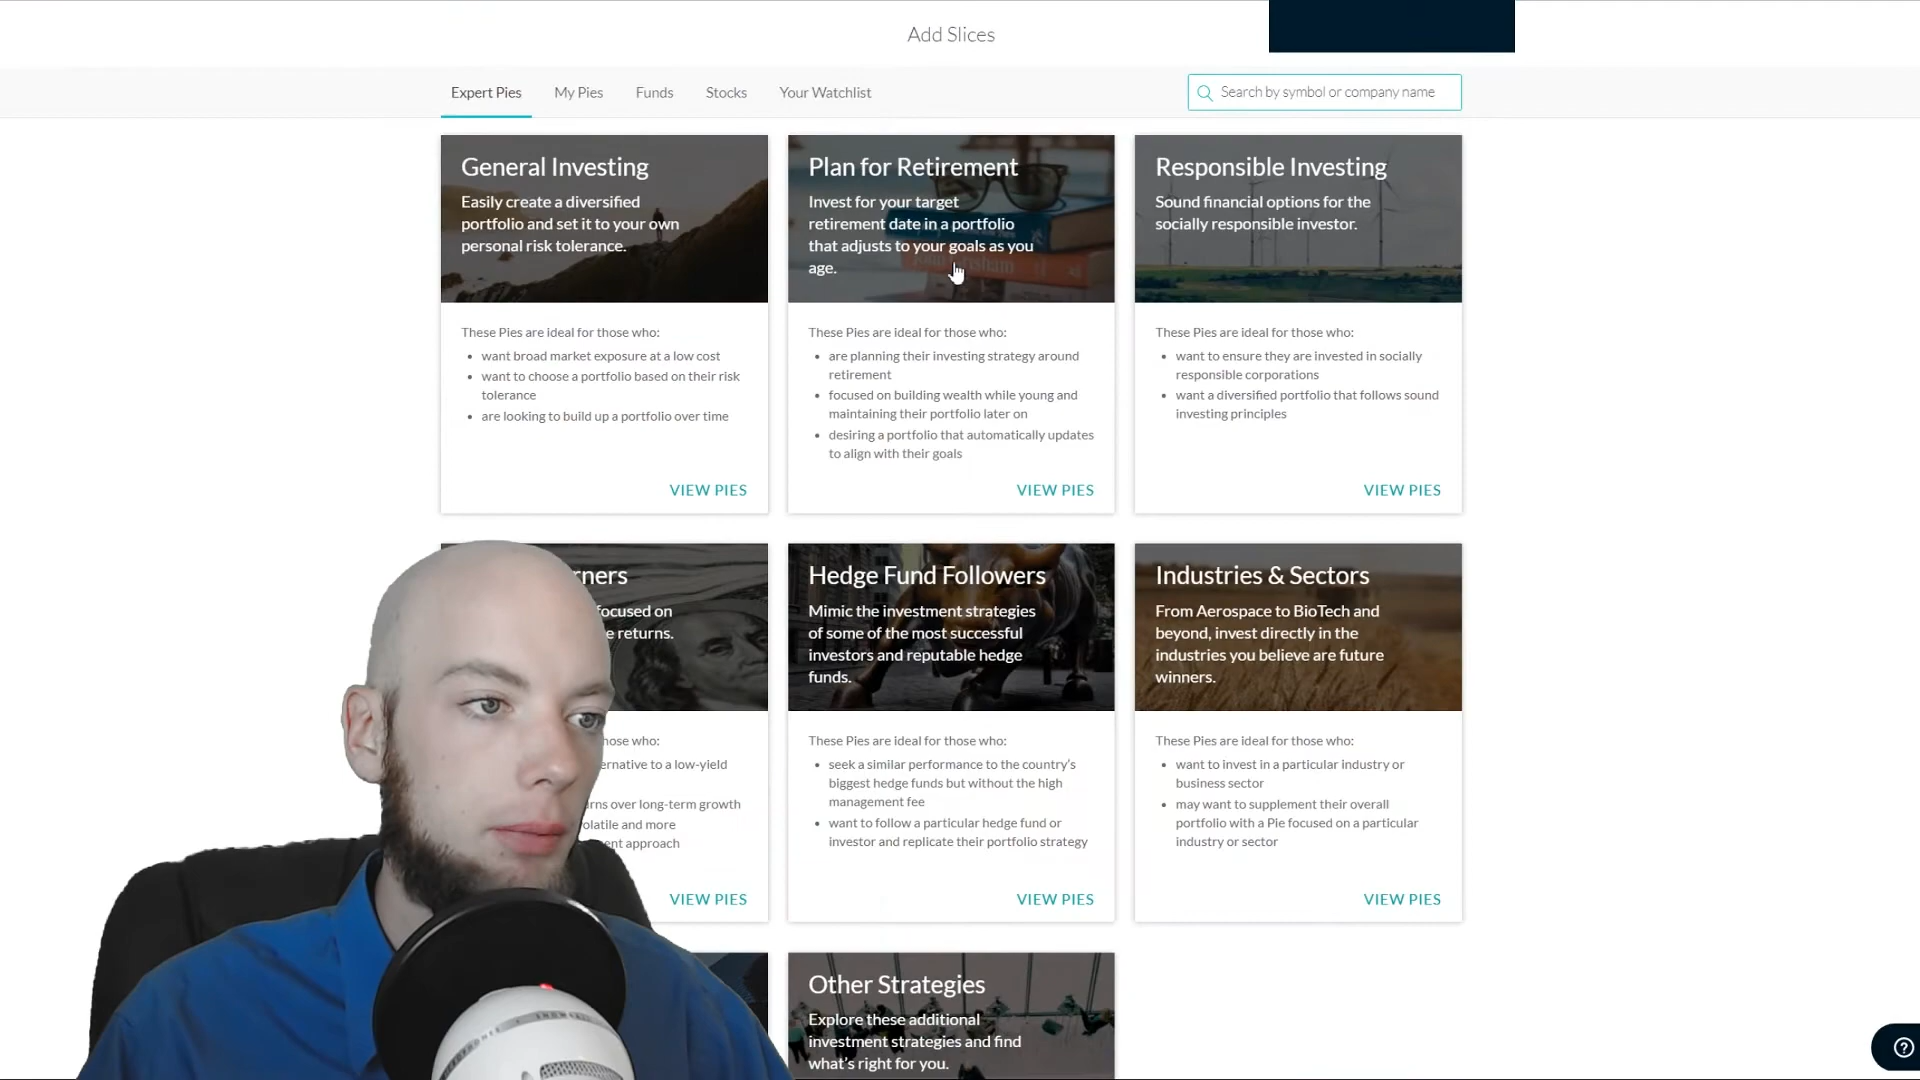 Add Slices
Expert Pies
My Pies
Funds
Stocks
Your Watchlist
Search by symbol or company name
General Investing
Easily create a diversified
portfolio and set it to your own
personal risk tolerance.
These Pies are ideal for those who:
want broad market exposure at a low cost
want to choose a portfolio based on their risk
tolerance
are looking to build up a portfolio over time
VIEW PIES
Plan for Retirement
Invest for your target
retirement date in a portfolio
that adjusts to your goals as you
age.
These Pies are ideal for those who:
are planning their investing strategy around
retirement
focused on building wealth while young and
maintaining their portfolio later on
desiring a portfolio that automatically updates
to align with their goals
VIEW PIES
Responsible Investing
Sound financial options for the
socially responsible investor.
These Pies are ideal for those who:
want to ensure they are invested in socially
responsible corporations
want a diversified portfolio that follows sound
investing principles
VIEW PIES
focused on
returns.
who:
low-yield
over long-term growth
and more
approach
VIEW PIES
Hedge Fund Followers
Mimic the investment strategies
of some of the most successful
investors and reputable hedge
funds.
These Pies are ideal for those who:
seek a similar performance to the country's
biggest hedge funds but without the high
management fee
want to follow a particular hedge fund or
investor and replicate their portfolio strategy
VIEW PIES
Industries & Sectors
From Aerospace to BioTech and
beyond, invest directly in the
industries you believe are future
winners.
These Pies are ideal for those who:
want to invest in a particular industry or
business sector
may want to supplement their overall
portfolio with a Pie focused on a particular
industry or sector
VIEW PIES
Other Strategies
Explore these additional
investment strategies and find
what's right for you.